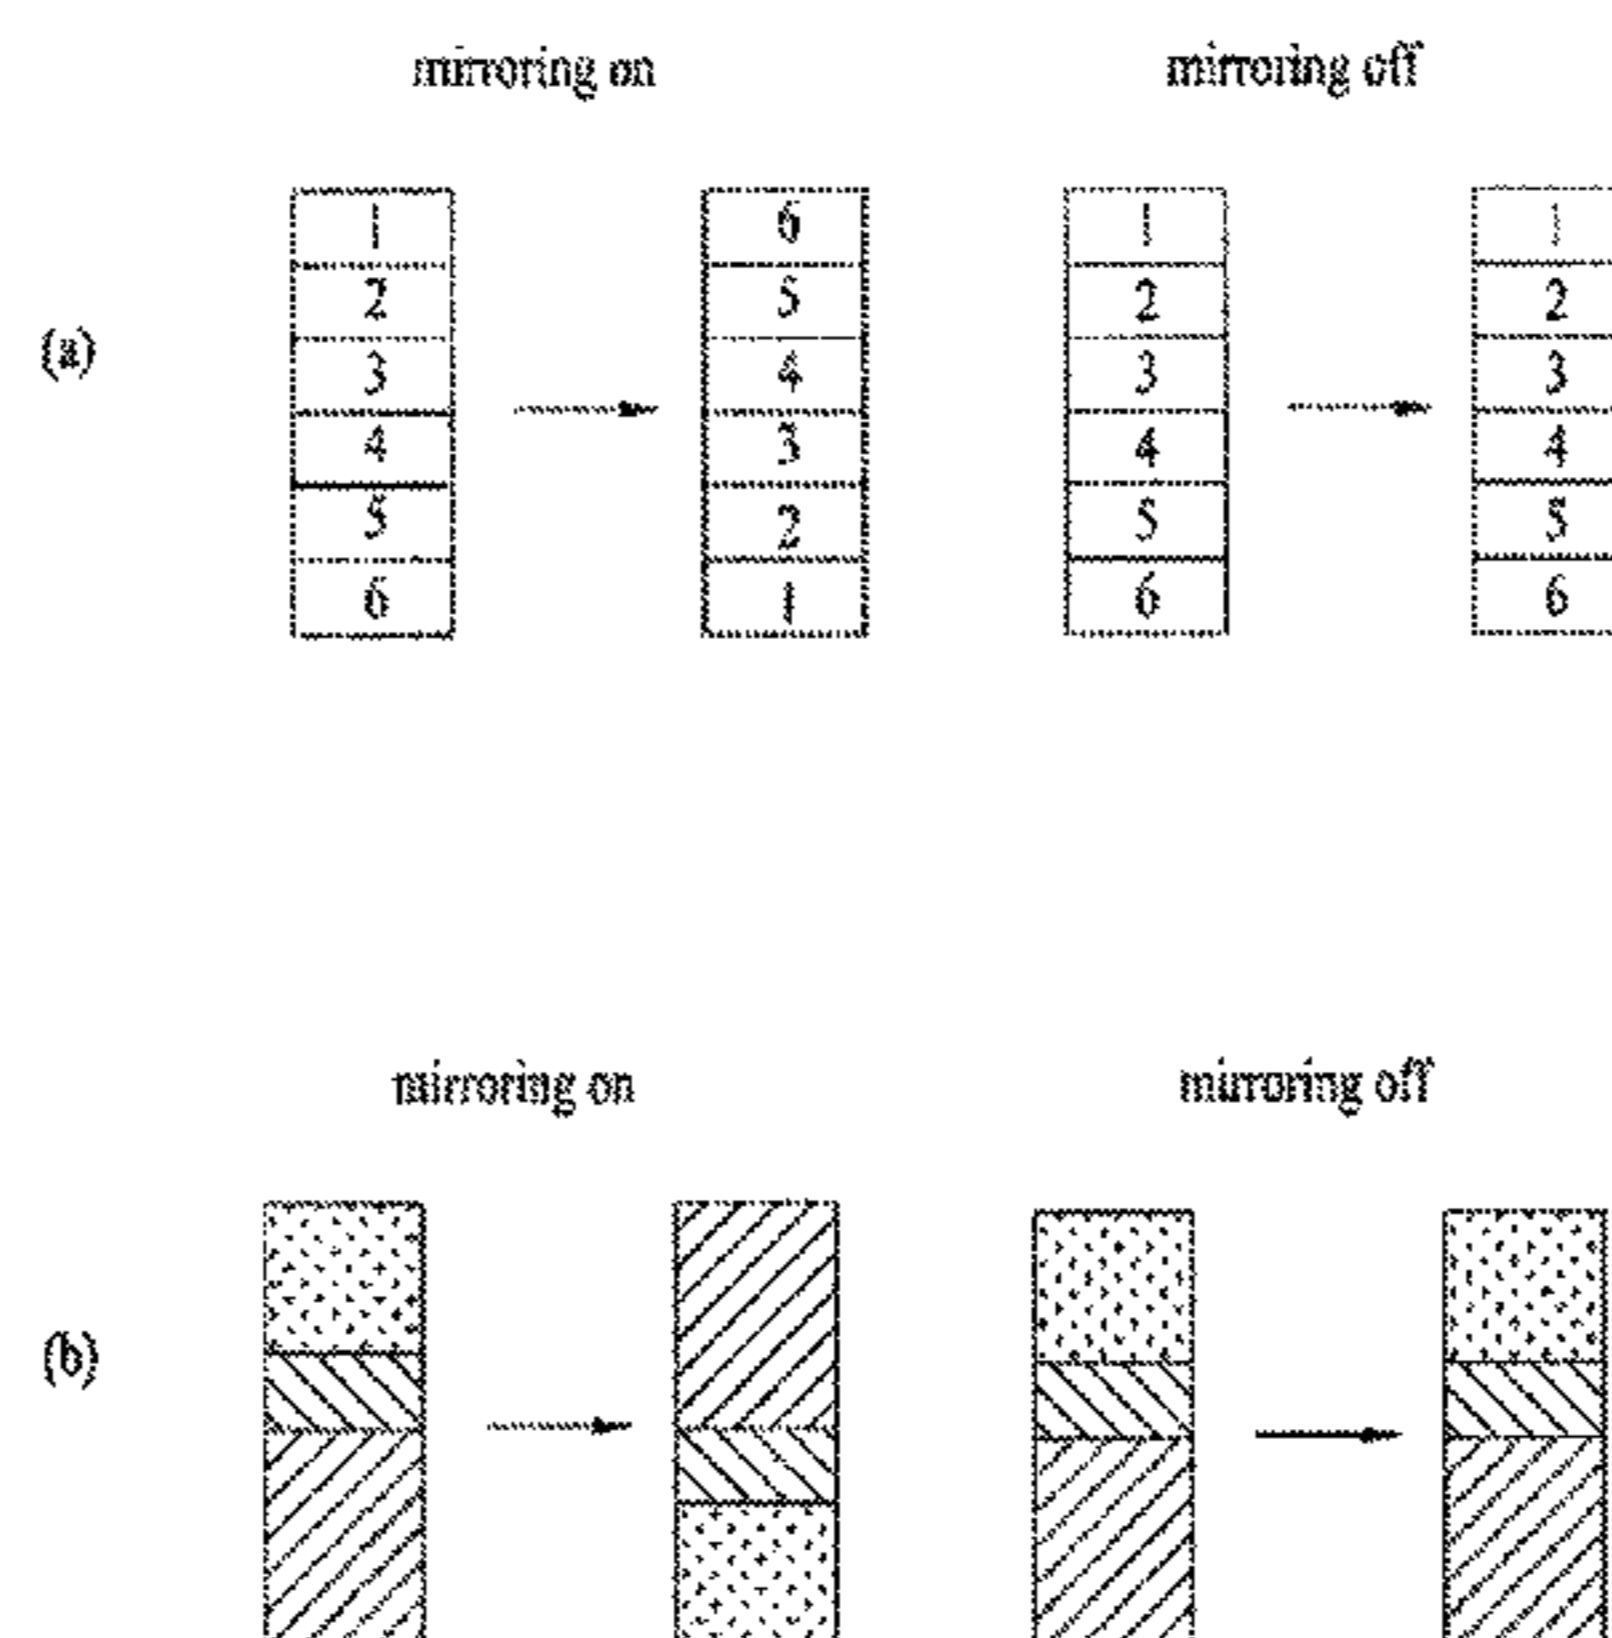 mirroring on mirroring off
1 6 1 1
2 5 2 2
(a)
3 4 3 3
4 3 4 4
5 2 5 5
6 1 6 6
mirroring on mirroring off
(b)